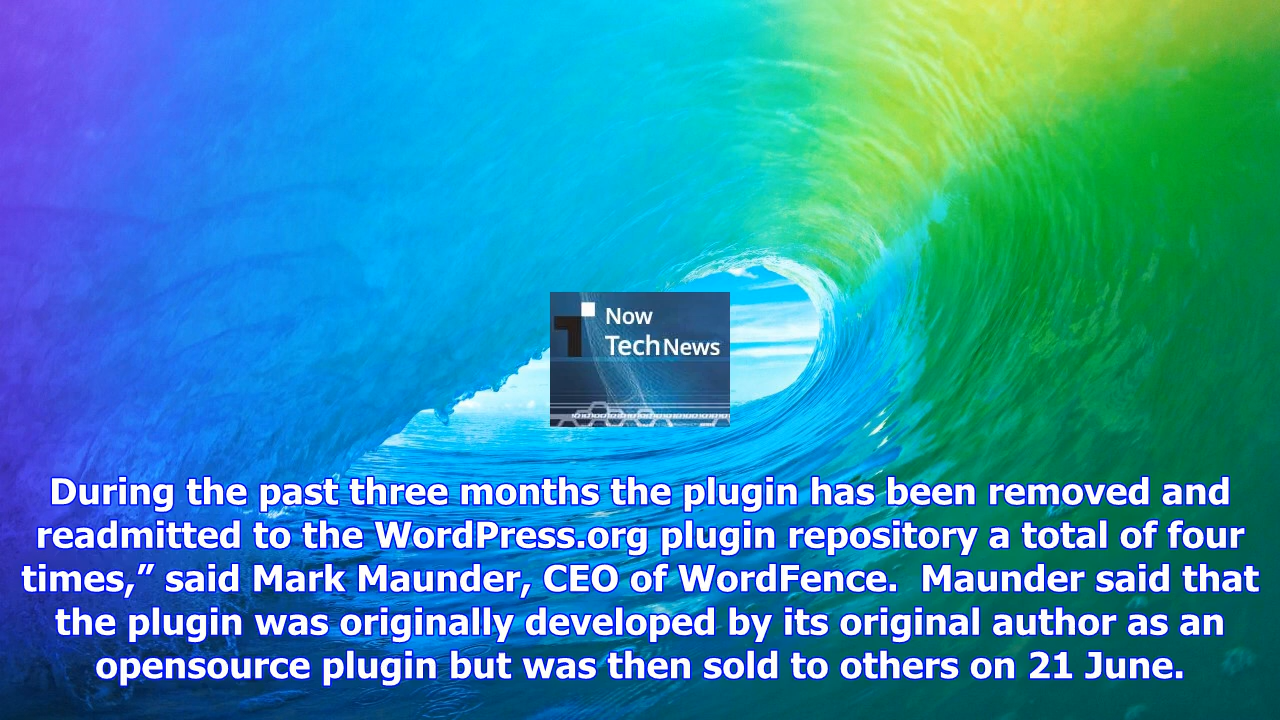 Now
TechNews
During the past three months the plugin has been removed and
readmitted to the WordPress.org plugin repository a total of four
times,” said Mark Maunder, CEO of WordFence.  Maunder said that
the plugin was originally developed by its original author as an
opensource plugin but was then sold to others on 21 June.